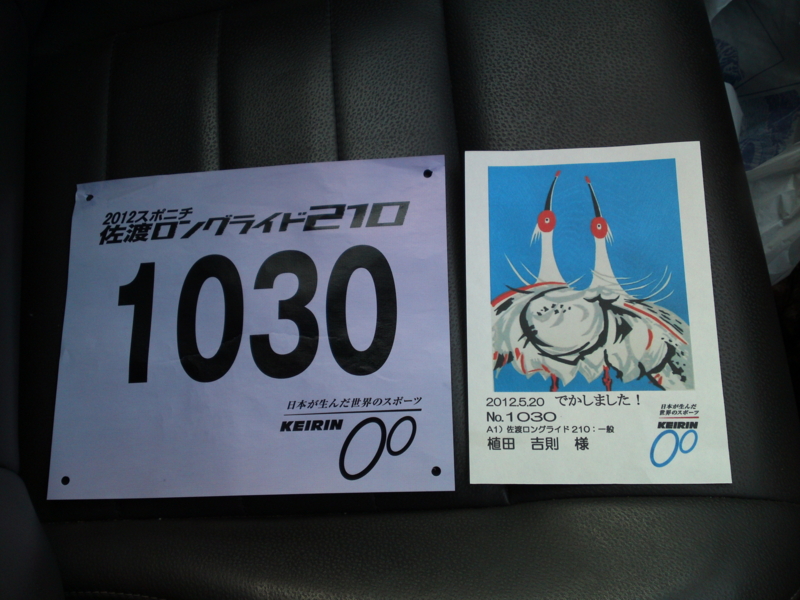 2012スポニチ
佐渡ロングライド210
1030
日本が生んだ世界のスポーツ
KEIRIN
2012.5.20 でかしました！
No.1030
A1）佐渡ロングライド210：一般
植田 吉則 様
日本が生んだ
世界のスポーツ
KEIRIN